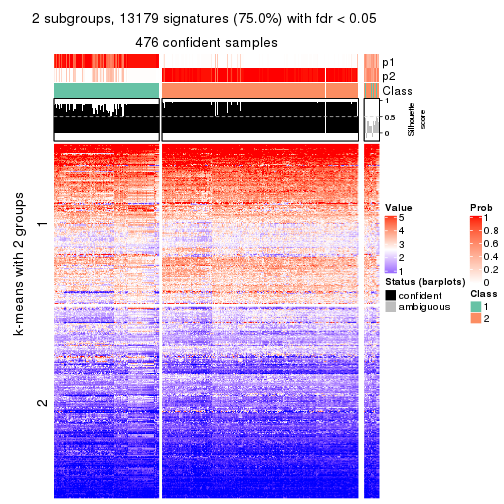 2 subgroups, 13179 signatures (75.0%) with fdr < 0.05
476 confident samples
p1
p2
Class
1
0.5
0
Silhouette
score
k-means with 2 groups
1
2
Value
5
4
3
2
1
Status (barplots)
confident
ambiguous
Prob
1
0.8
0.6
0.4
0.2
0
Class
1
2